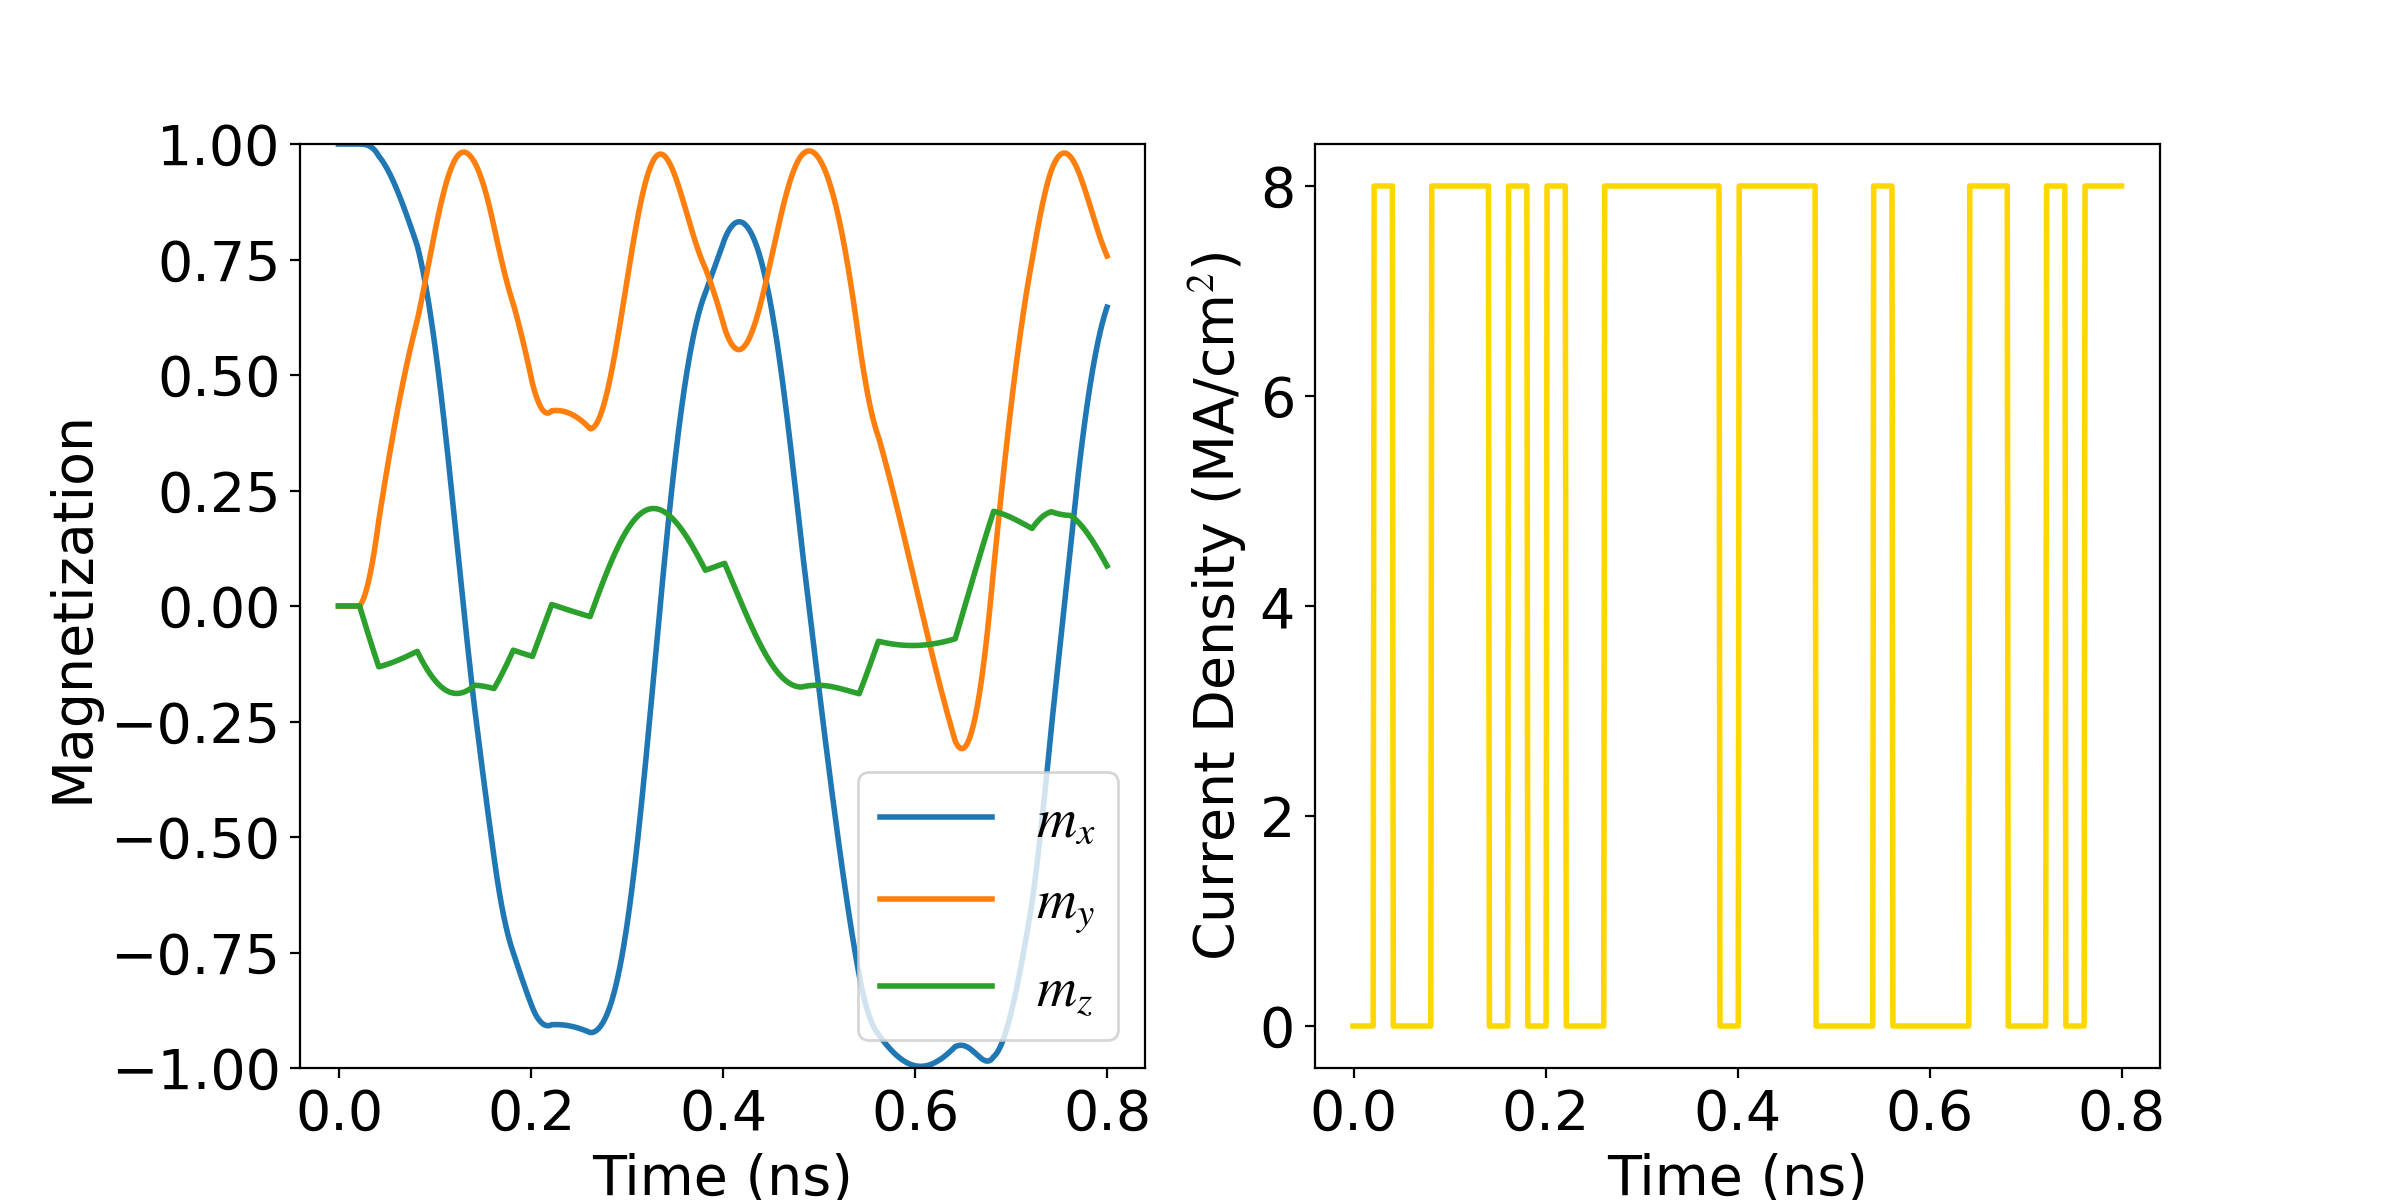 1.00
0.75
0.50
0.25
0.00
−0.25
−0.50
−0.75
−1.00
Magnetization
0.0 0.2 0.4 0.6 0.8
Time (ns)
m_x
m_y
m_z
8
6
4
2
0
Current Density (MA/cm²)
0.0 0.2 0.4 0.6 0.8
Time (ns)